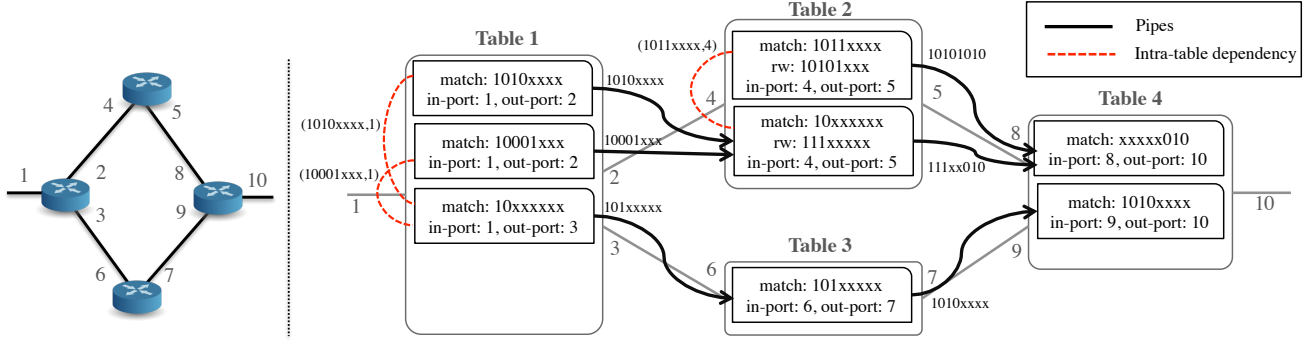 1
2
3
4
5
6
7
8
9
10
Table 1
match: 1010xxxx
in-port: 1, out-port: 2
match: 10001xxx
in-port: 1, out-port: 2
match: 10xxxxxx
in-port: 1, out-port: 3
(1010xxxx,1)
(10001xxx,1)
1
2
3
1010xxxx
10001xxx
101xxxxx
Table 2
(1011xxxx,4)
match: 1011xxxx
rw: 10101xxx
in-port: 4, out-port: 5
match: 10xxxxxx
rw: 111xxxxx
in-port: 4, out-port: 5
4
5
10101010
111xx010
Table 3
match: 101xxxxx
in-port: 6, out-port: 7
6
7
1010xxxx
Pipes
Intra-table dependency
Table 4
match: xxxxx010
in-port: 8, out-port: 10
match: 1010xxxx
in-port: 9, out-port: 10
8
9
10